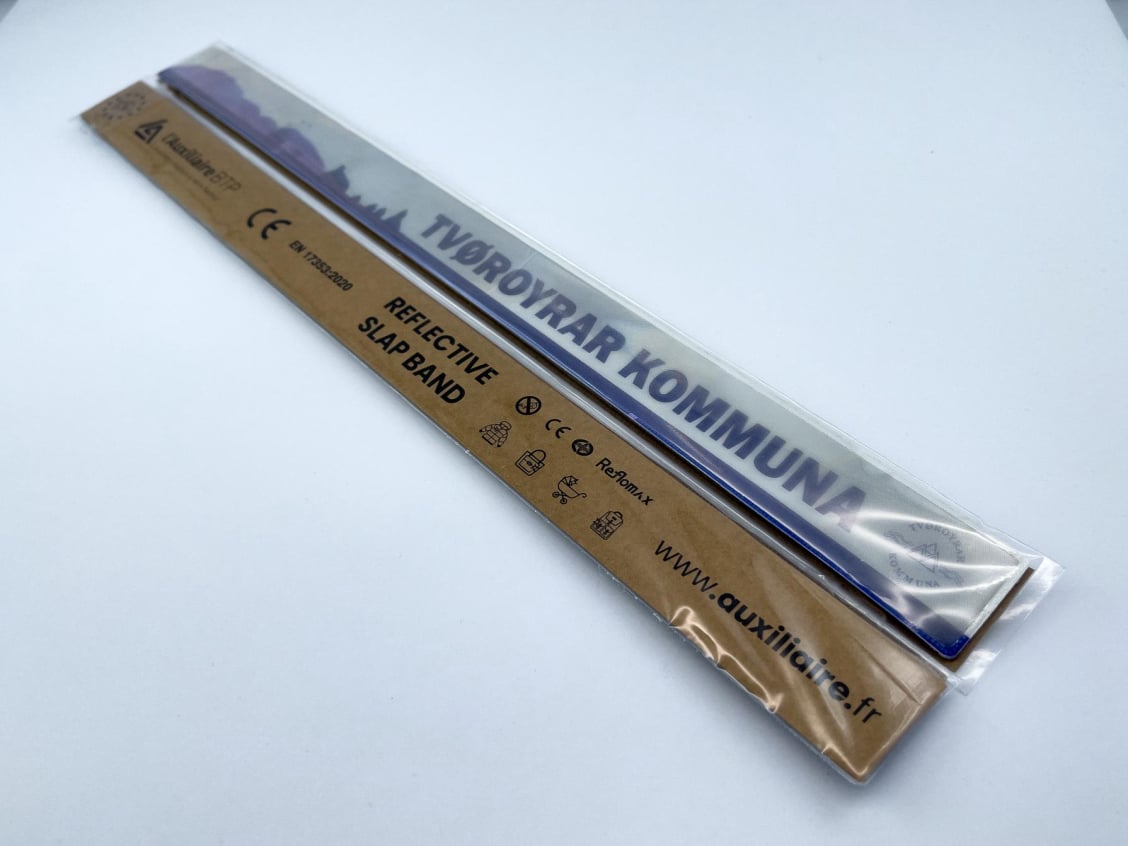 TVØROYRAR KOMMUNA
TVØROYRAR
KOMMUNA
l'Auxiliaire BTP
CE
EN 17353:2020
REFLECTIVE
SLAP BAND
CE
Reflomax
www.auxiliaire.fr